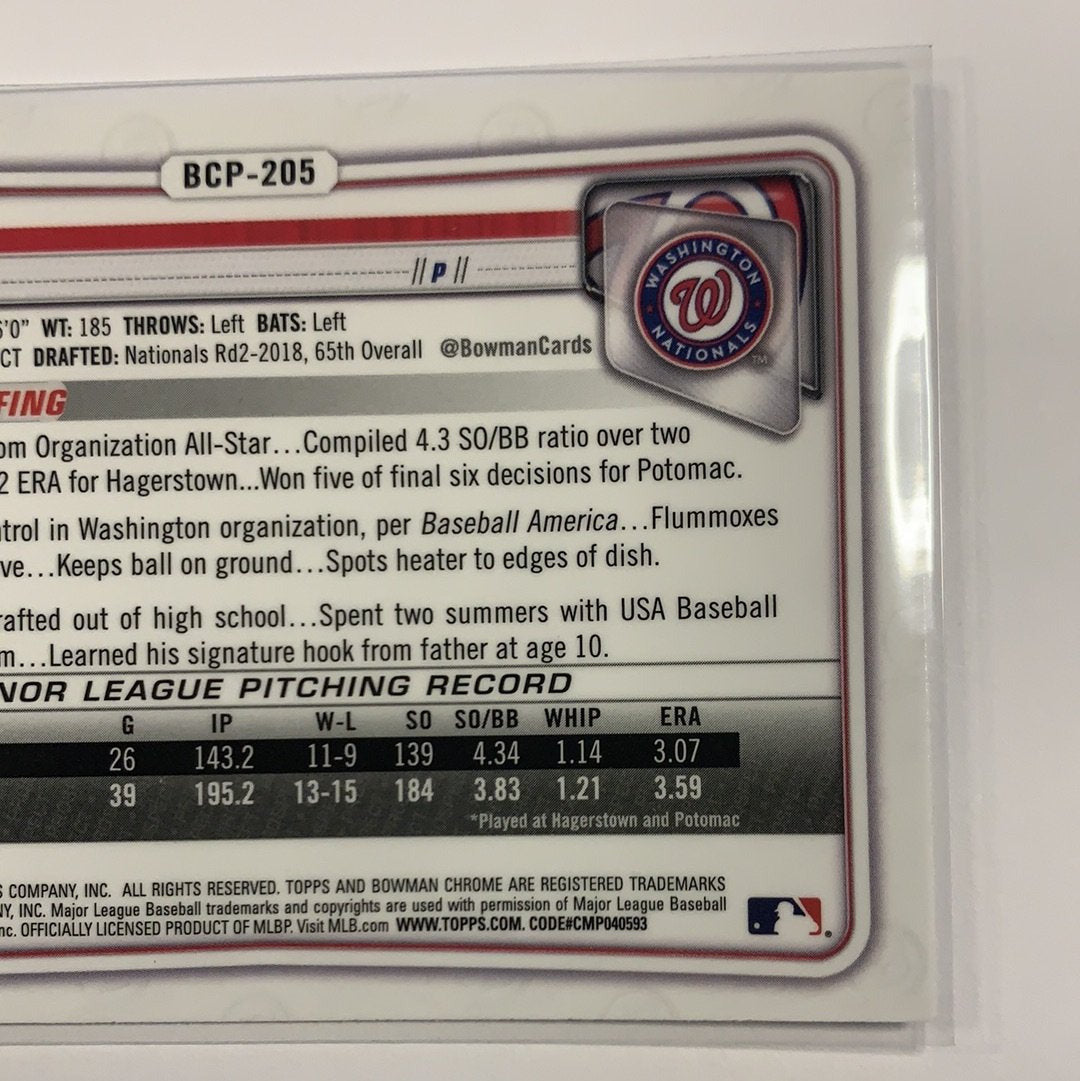 BCP-205
// P //
WASHINGTON NATIONALS W TM
6'0" WT: 185 THROWS: Left BATS: Left
CT DRAFTED: Nationals Rd2-2018, 65th Overall @BowmanCards
FING
om Organization All-Star...Compiled 4.3 SO/BB ratio over two
2 ERA for Hagerstown...Won five of final six decisions for Potomac.
trol in Washington organization, per Baseball America...Flummoxes
ve...Keeps ball on ground...Spots heater to edges of dish.
rafted out of high school...Spent two summers with USA Baseball
m...Learned his signature hook from father at age 10.
NOR LEAGUE PITCHING RECORD
G IP W-L SO SO/BB WHIP ERA
26 143.2 11-9 139 4.34 1.14 3.07
39 195.2 13-15 184 3.83 1.21 3.59
*Played at Hagerstown and Potomac
S COMPANY, INC. ALL RIGHTS RESERVED. TOPPS AND BOWMAN CHROME ARE REGISTERED TRADEMARKS
NY, INC. Major League Baseball trademarks and copyrights are used with permission of Major League Baseball
nc. OFFICIALLY LICENSED PRODUCT OF MLBP. Visit MLB.com WWW.TOPPS.COM. CODE#CMP040593